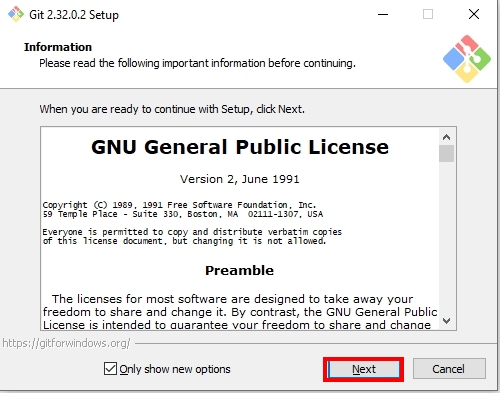 Git 2.32.0.2 Setup
Information
Please read the following important information before continuing.
When you are ready to continue with Setup, click Next.
GNU General Public License
Version 2, June 1991
Copyright (C) 1989, 1991 Free Software Foundation, Inc.
59 Temple Place - Suite 330, Boston, MA  02111-1307, USA
Everyone is permitted to copy and distribute verbatim copies
of this license document, but changing it is not allowed.
Preamble
The licenses for most software are designed to take away your
freedom to share and change it. By contrast, the GNU General Public
License is intended to guarantee your freedom to share and change
https://gitforwindows.org/
Only show new options
Next
Cancel